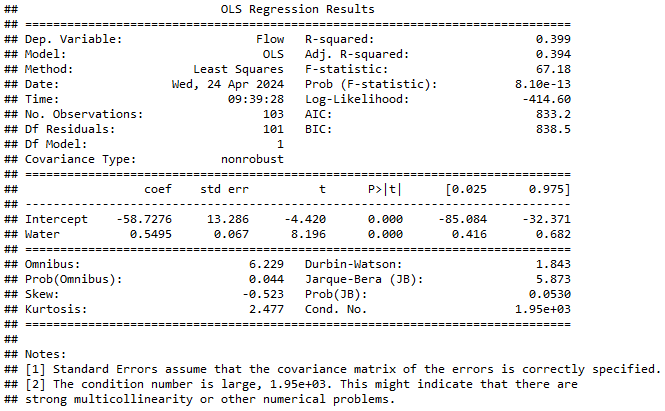 ##                             OLS Regression Results
## ==============================================================================
## Dep. Variable:                   Flow   R-squared:                       0.399
## Model:                            OLS   Adj. R-squared:                  0.394
## Method:                 Least Squares   F-statistic:                     67.18
## Date:                Wed, 24 Apr 2024   Prob (F-statistic):           8.10e-13
## Time:                        09:39:28   Log-Likelihood:                -414.60
## No. Observations:                 103   AIC:                             833.2
## Df Residuals:                     101   BIC:                             838.5
## Df Model:                           1
## Covariance Type:            nonrobust
## ==============================================================================
##                  coef    std err          t      P>|t|      [0.025      0.975]
## ------------------------------------------------------------------------------
## Intercept    -58.7276     13.286     -4.420      0.000     -85.084     -32.371
## Water          0.5495      0.067      8.196      0.000       0.416       0.682
## ==============================================================================
## Omnibus:                        6.229   Durbin-Watson:                   1.843
## Prob(Omnibus):                  0.044   Jarque-Bera (JB):                5.873
## Skew:                          -0.523   Prob(JB):                       0.0530
## Kurtosis:                       2.477   Cond. No.                     1.95e+03
## ==============================================================================
##
## Notes:
## [1] Standard Errors assume that the covariance matrix of the errors is correctly specified.
## [2] The condition number is large, 1.95e+03. This might indicate that there are
## strong multicollinearity or other numerical problems.